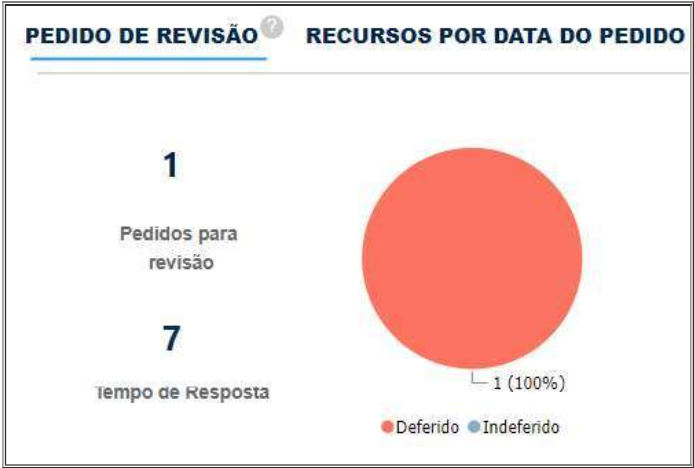 PEDIDO DE REVISÃO ? RECURSOS POR DATA DO PEDIDO
1
Pedidos para
revisão
7
Tempo de Resposta
1 (100%)
Deferido Indeferido